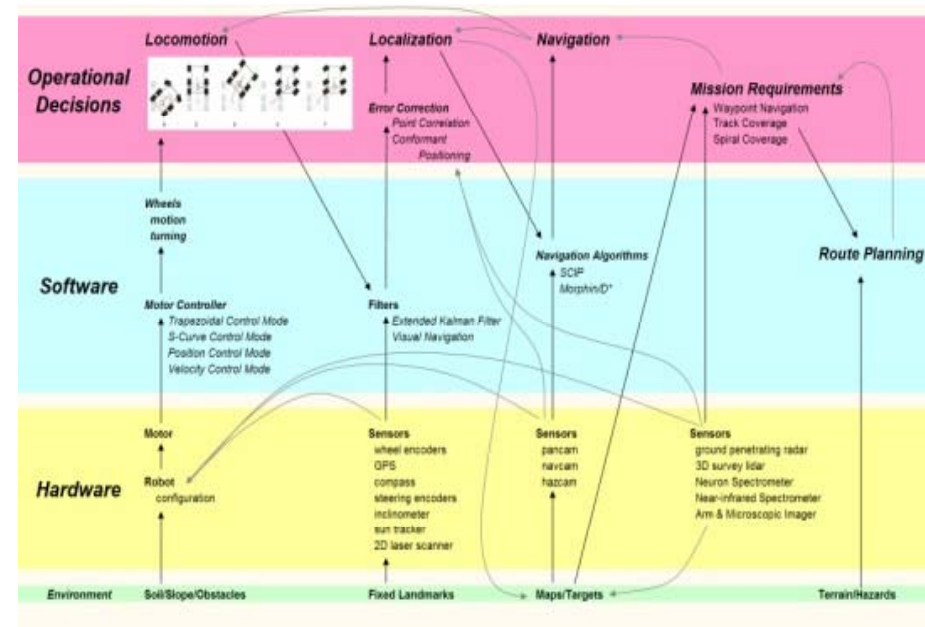 Locomotion
Localization
Navigation
Operational
Decisions
Mission Requirements
Waypoint Navigation
Track Coverage
Spiral Coverage
Error Correction
Point Correlation
Conformant
Positioning
Wheels
motion
turning
Software
Navigation Algorithms
SCIP
Morphin/D*
Route Planning
Motor Controller
Trapezoidal Control Mode
S-Curve Control Mode
Position Control Mode
Velocity Control Mode
Filters
Extended Kalman Filter
Visual Navigation
Hardware
Motor
Robot
configuration
Sensors
wheel encoders
GPS
compass
steering encoders
inclinometer
sun tracker
2D laser scanner
Sensors
pancam
navcam
hazcam
Sensors
ground penetrating radar
3D survey lidar
Neuron Spectrometer
Near-infrared Spectrometer
Arm & Microscopic Imager
Environment
Soil/Slope/Obstacles
Fixed Landmarks
Maps/Targets
Terrain/Hazards